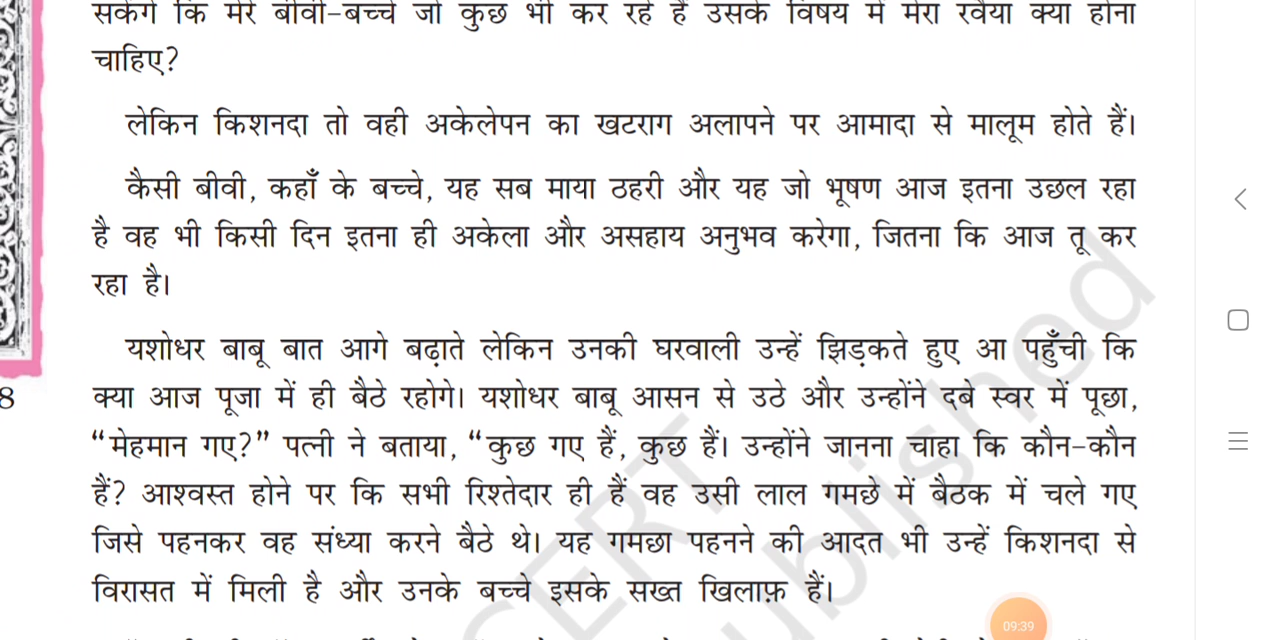 सकेंगे कि मेरे बीवी-बच्चे जो कुछ भी कर रहे हैं उसके विषय में मेरा रवैया क्या होना
चाहिए?
लेकिन किशनदा तो वही अकेलेपन का खटराग अलापने पर आमादा से मालूम होते हैं।
कैसी बीवी, कहाँ के बच्चे, यह सब माया ठहरी और यह जो भूषण आज इतना उछल रहा
है वह भी किसी दिन इतना ही अकेला और असहाय अनुभव करेगा, जितना कि आज तू कर
रहा है।
यशोधर बाबू बात आगे बढ़ाते लेकिन उनकी घरवाली उन्हें झिड़कते हुए आ पहुँची कि
क्या आज पूजा में ही बैठे रहोगे। यशोधर बाबू आसन से उठे और उन्होंने दबे स्वर में पूछा,
“मेहमान गए?” पत्नी ने बताया, “कुछ गए हैं, कुछ हैं। उन्होंने जानना चाहा कि कौन-कौन
हैं? आश्वस्त होने पर कि सभी रिश्तेदार ही हैं वह उसी लाल गमछे में बैठक में चले गए
जिसे पहनकर वह संध्या करने बैठे थे। यह गमछा पहनने की आदत भी उन्हें किशनदा से
विरासत में मिली है और उनके बच्चे इसके सख्त खिलाफ़ हैं।
8
09:39